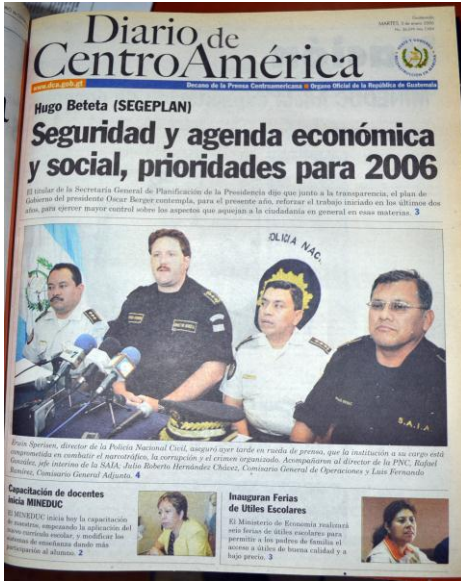 Guatemala
MARTES, 3 de enero 2006
Diario de
CentroAmérica
www.dca.gob.gt
Decano de la Prensa Centroamericana ■ Organo Oficial de la República de Guatemala
Hugo Beteta (SEGEPLAN)
Seguridad y agenda económica
y social, prioridades para 2006
El titular de la Secretaría General de Planificación de la Presidencia dijo que junto a la transparencia, el plan de
Gobierno del presidente Oscar Berger contempla, para el presente año, reforzar el trabajo iniciado en los últimos dos
años, para ejercer mayor control sobre los aspectos que aquejan a la ciudadanía en general en esas materias. 3
POLICIA NAC.
S.A.I.A.
Erwin Sperisen, director de la Policía Nacional Civil, aseguró ayer tarde en rueda de prensa, que la institución a su cargo está
comprometida en combatir el narcotráfico, la corrupción y el crimen organizado. Acompañaron al director de la PNC, Rafael
González, jefe interino de la SAIA; Julio Roberto Hernández Chávez, Comisario General de Operaciones y Luis Fernando
Ramírez, Comisario General Adjunto. 4
Capacitación de docentes
inicia MINEDUC
El MINEDUC inicia hoy la capacitación
de maestros, empezando la aplicación del
nuevo currículo escolar; y modificar los
sistemas de enseñanza dando más
participación al alumno. 2
Inauguran Ferias
de Utiles Escolares
El Ministerio de Economía realizará
seis ferias de útiles escolares para
permitir a los padres de familia el
acceso a útiles de buena calidad y a
bajo precio. 3